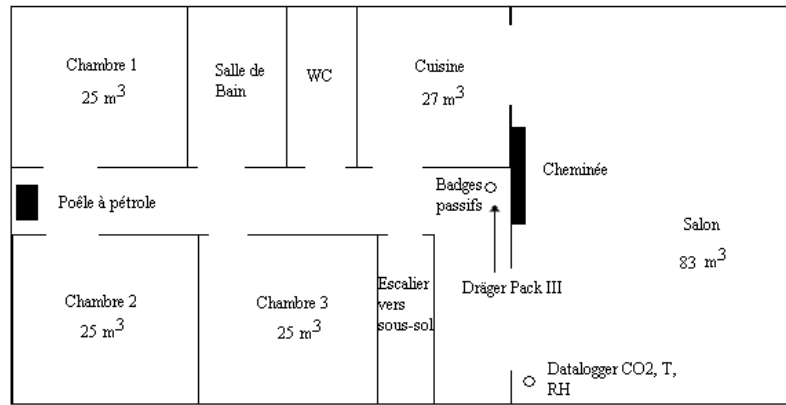 Chambre 1
25 m3
Salle de
Bain
WC
Cuisine
27 m3
Poêle à pétrole
Badges
passifs
Cheminée
Salon
83 m3
Chambre 2
25 m3
Chambre 3
25 m3
Escalier
vers
sous-sol
Dräger Pack III
Datalogger CO2, T,
RH